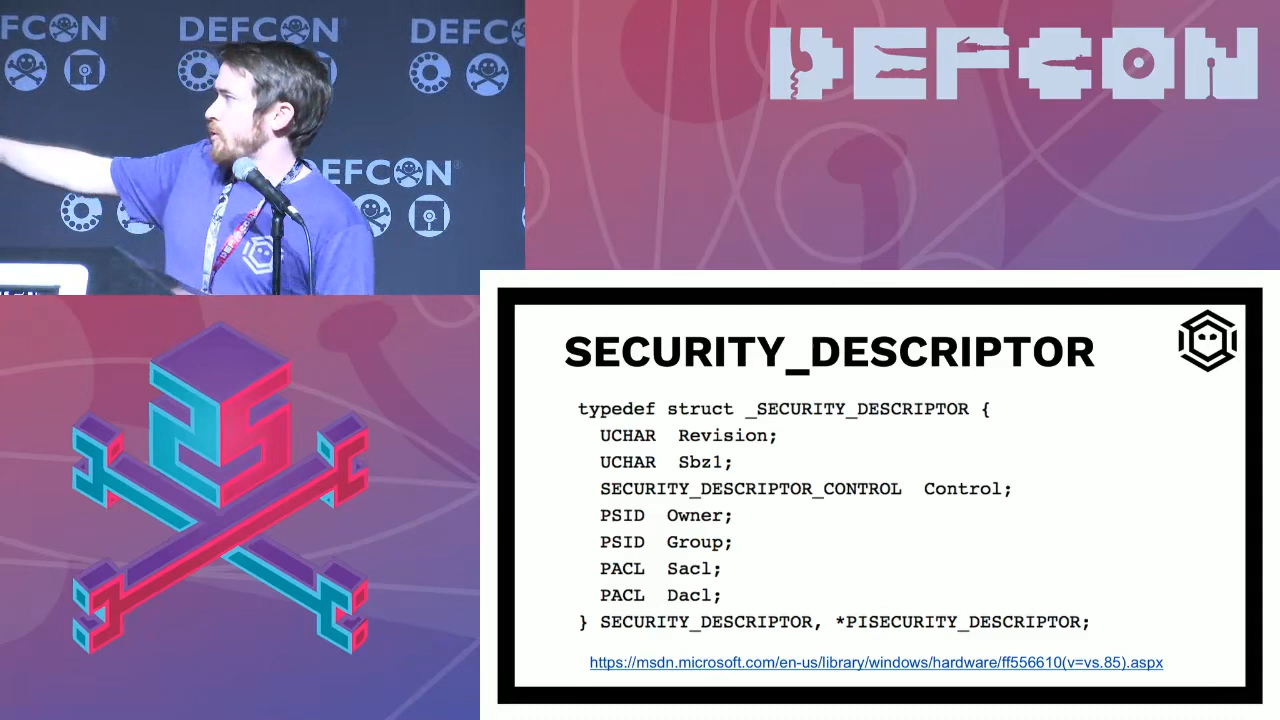 DEFCON
DEFCON
DEFCON
DEFCON
DEFCON
SECURITY_DESCRIPTOR
typedef struct _SECURITY_DESCRIPTOR {
UCHAR Revision;
UCHAR Sbz1;
SECURITY_DESCRIPTOR_CONTROL Control;
PSID Owner;
PSID Group;
PACL Sacl;
PACL Dacl;
} SECURITY_DESCRIPTOR, *PISECURITY_DESCRIPTOR;
https://msdn.microsoft.com/en-us/library/windows/hardware/ff556610(v=vs.85).aspx